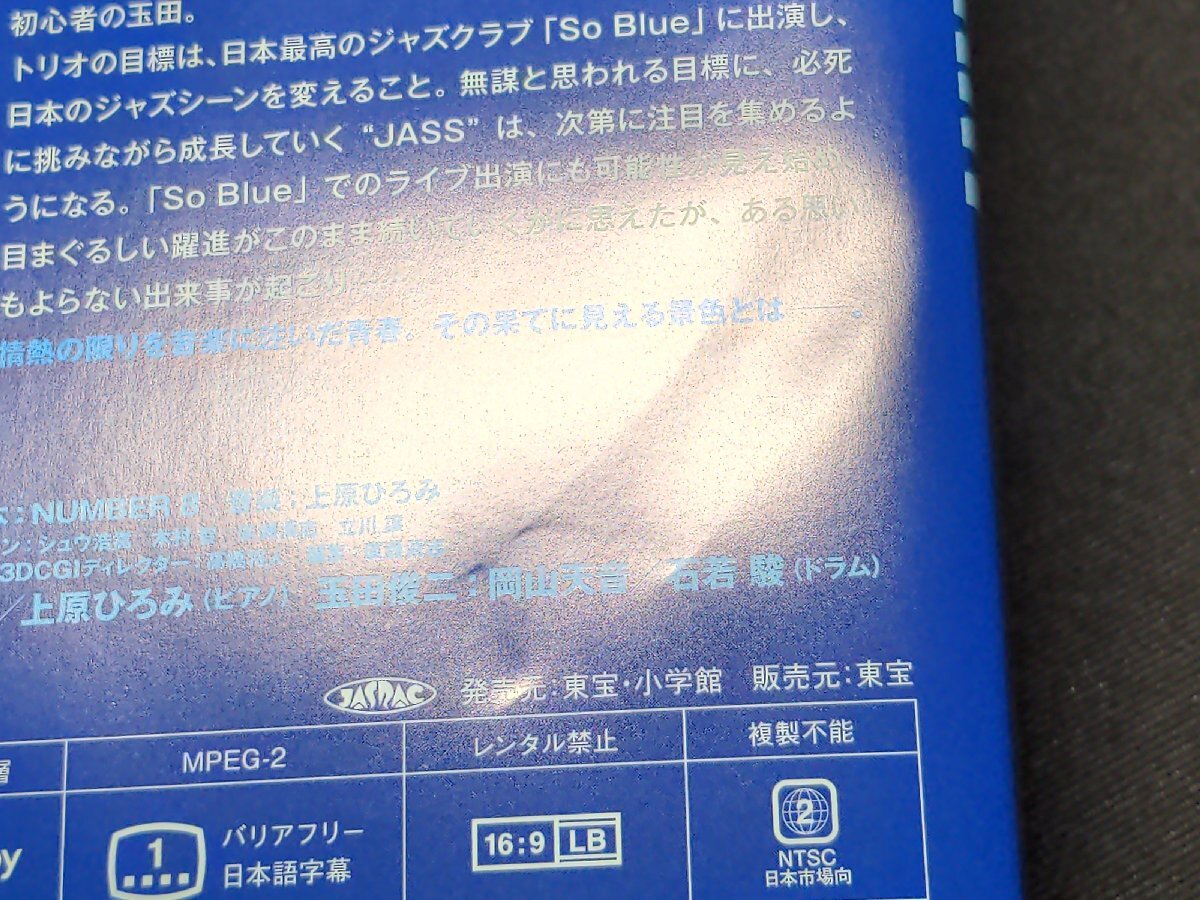 初心者の玉田。
トリオの目標は、日本最高のジャズクラブ「So Blue」に出演し、
日本のジャズシーンを変えること。無謀と思われる目標に、必死
に挑みながら成長していく “JASS” は、次第に注目を集めるよ
うになる。「So Blue」でのライブ出演にも可能性が見え始め、
目まぐるしい躍進がこのまま続いていくかに思えたが、ある思い
もよらない出来事が起こり……
情熱の限りを音楽に注いだ青春。その果てに見える景色とは――。
NUMBER 8 音楽：上原ひろみ
3DCGIディレクター：
／上原ひろみ（ピアノ） 玉田俊二：岡山天音 石若 駿（ドラム）
JASRAC 発売元：東宝・小学館 販売元：東宝
層 MPEG-2 レンタル禁止 複製不能
1 バリアフリー
日本語字幕
16:9 LB
2
NTSC
日本市場向